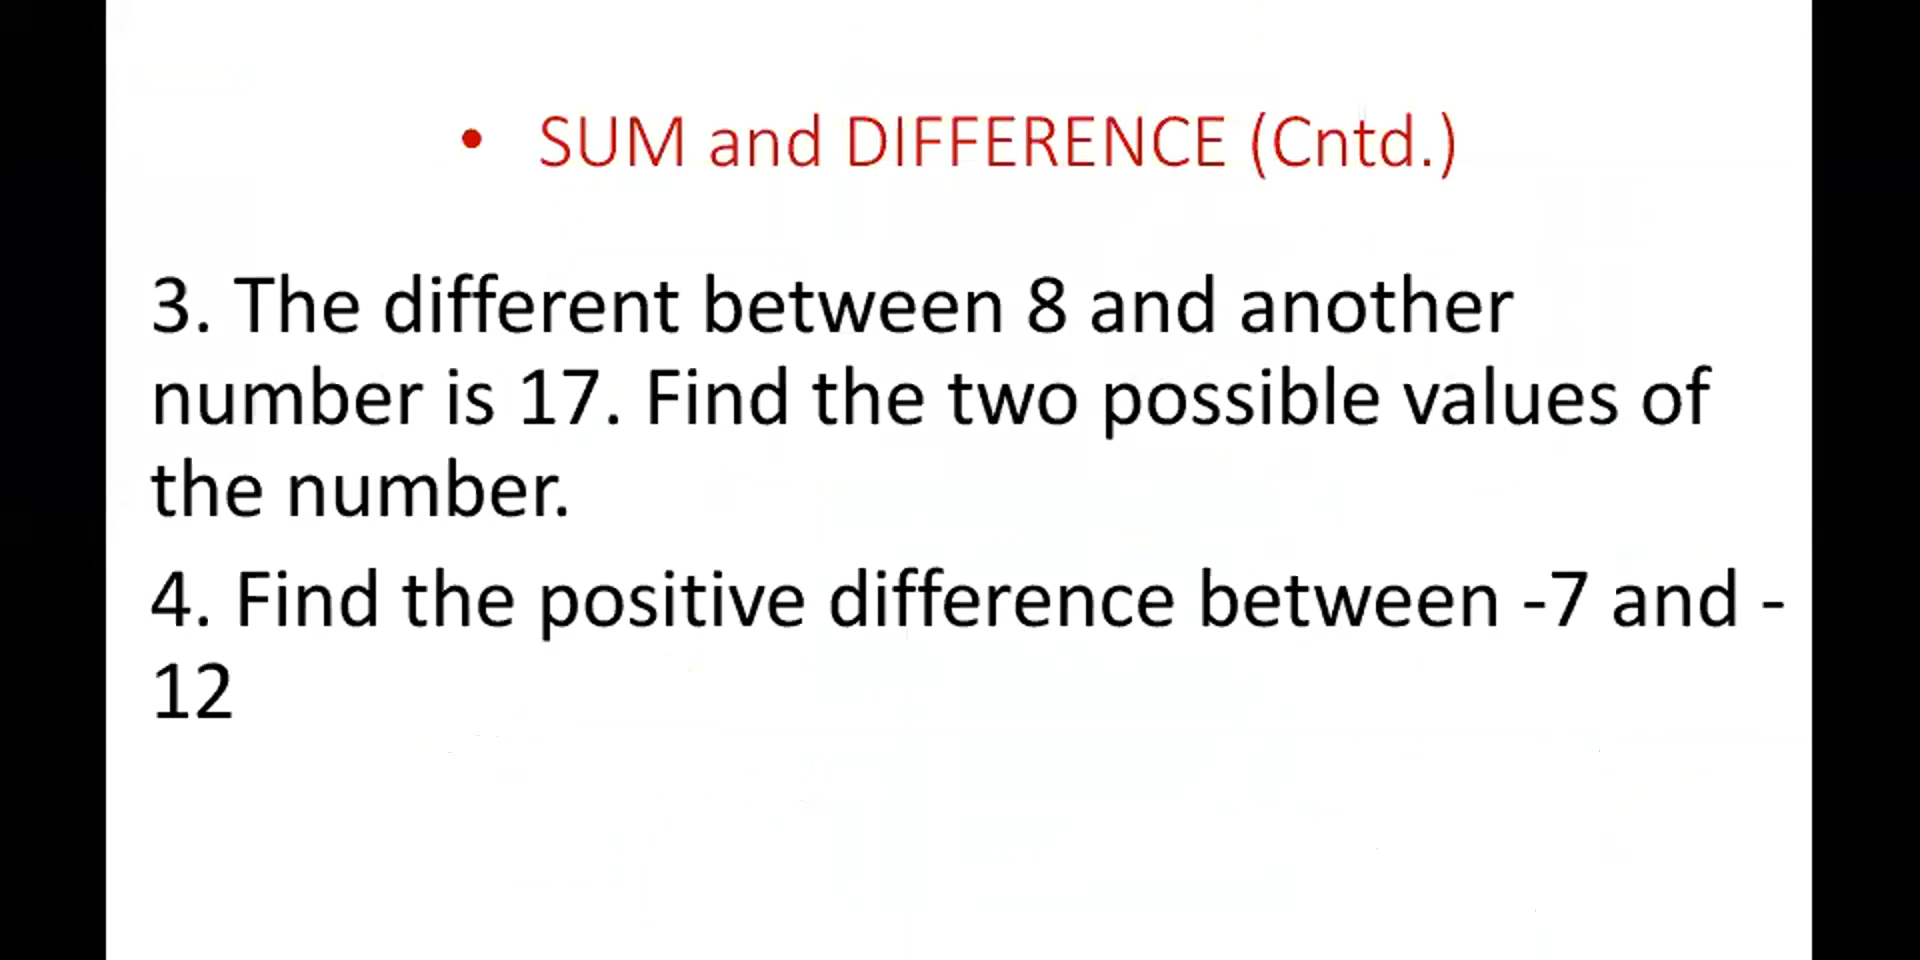 • SUM and DIFFERENCE (Cntd.)
3. The different between 8 and another
number is 17. Find the two possible values of
the number.
4. Find the positive difference between -7 and -
12